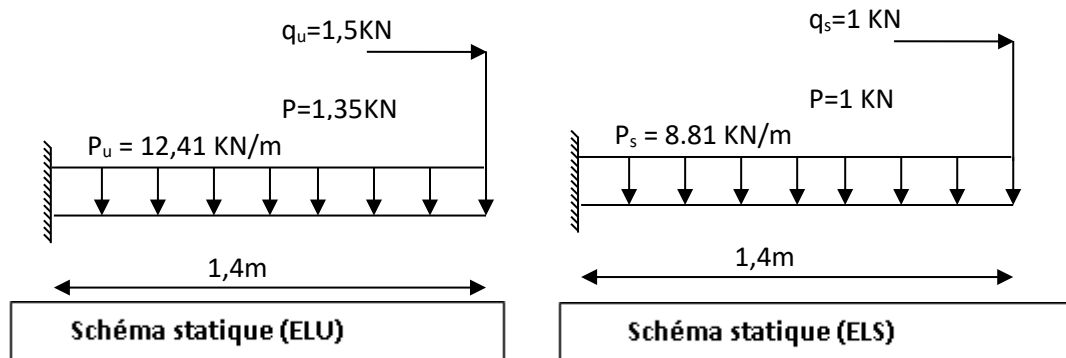 qu=1,5KN
P=1,35KN
Pu = 12,41 KN/m
1,4m
Schéma statique (ELU)
qs=1 KN
P=1 KN
Ps = 8.81 KN/m
1,4m
Schéma statique (ELS)